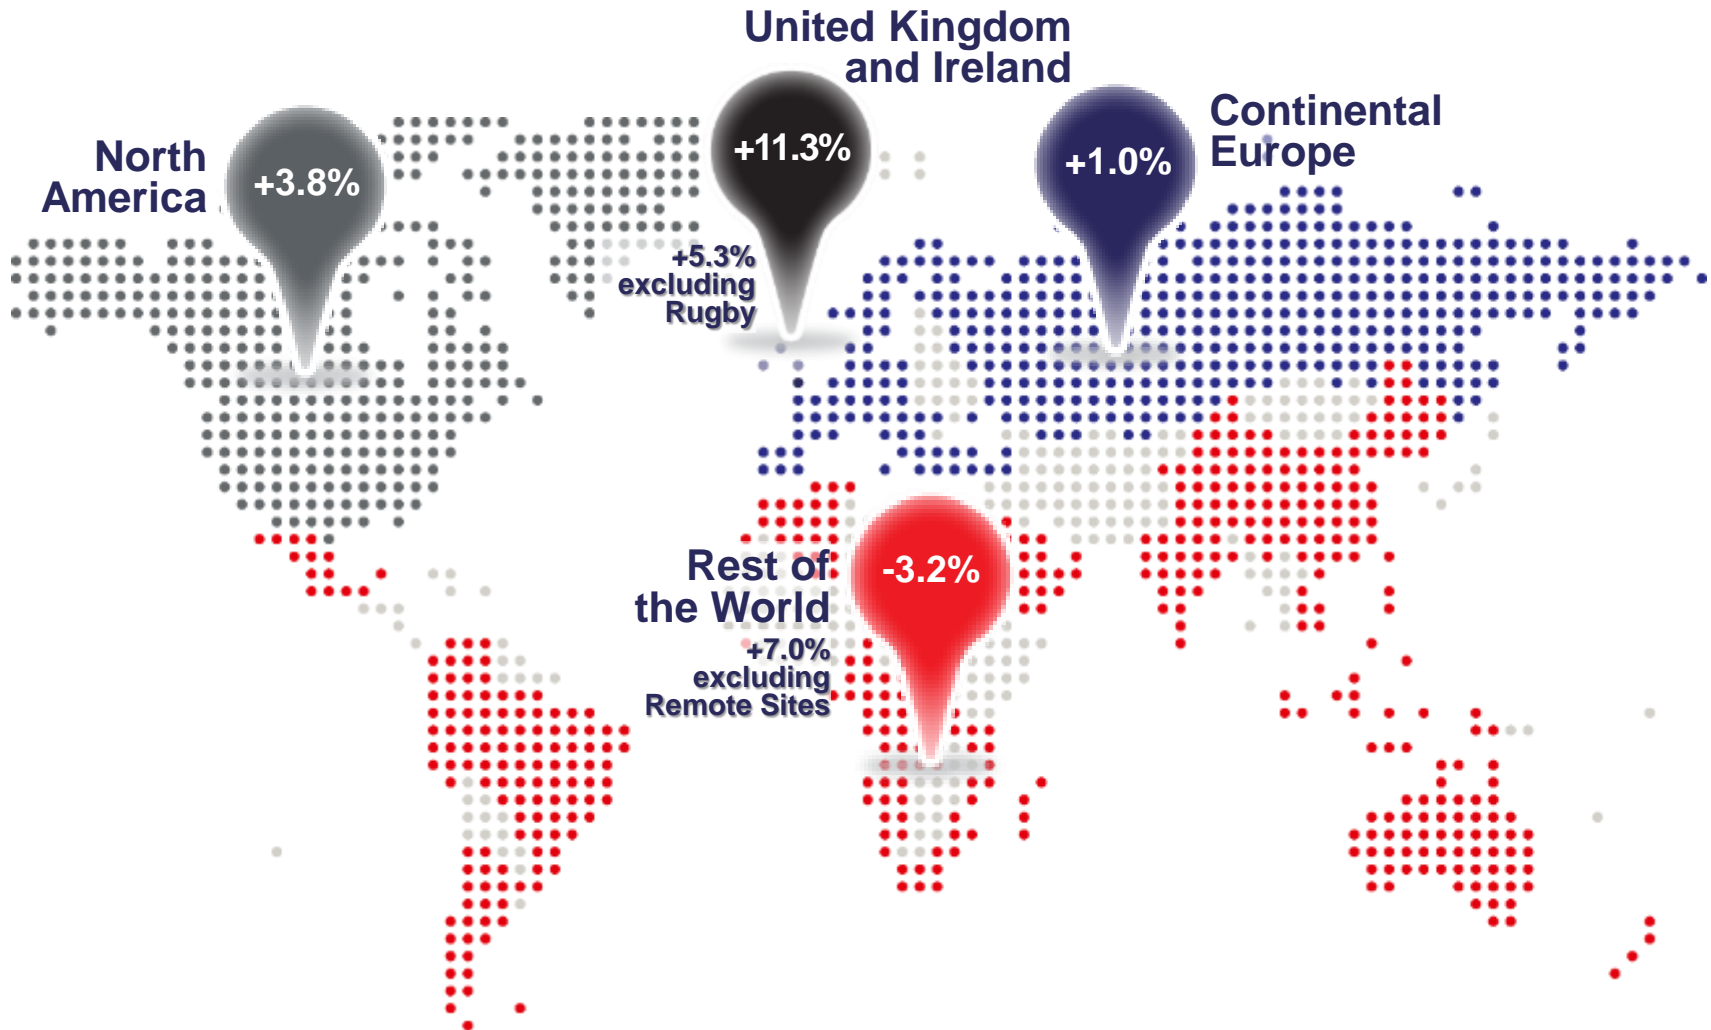 United Kingdom
and Ireland
+11.3%
+5.3%
excluding
Rugby
Continental
Europe
+1.0%
North
America
+3.8%
Rest of
the World
-3.2%
+7.0%
excluding
Remote Sites